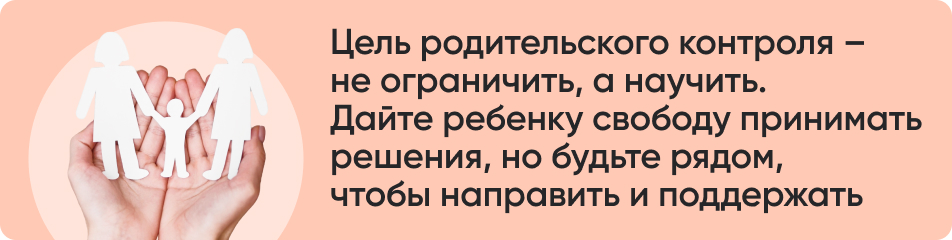 Цель родительского контроля –
не ограничить, а научить.
Дайте ребенку свободу принимать
решения, но будьте рядом,
чтобы направить и поддержать